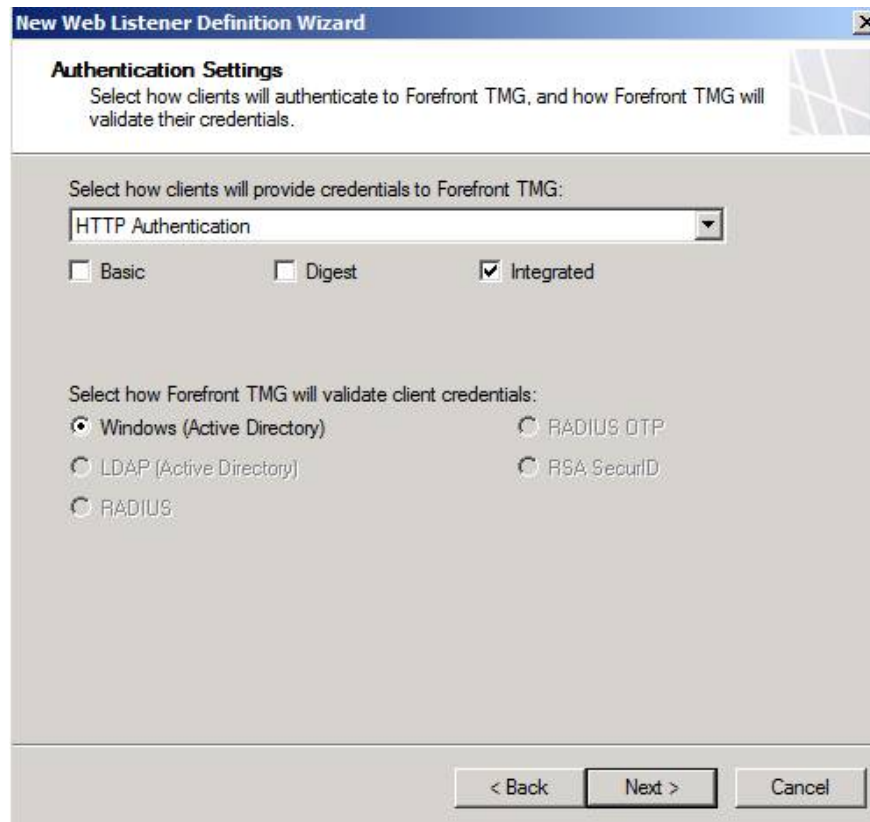 New Web Listener Definition Wizard
Authentication Settings
Select how clients will authenticate to Forefront TMG, and how Forefront TMG will
validate their credentials.
Select how clients will provide credentials to Forefront TMG:
HTTP Authentication
Basic Digest Integrated
Select how Forefront TMG will validate client credentials:
Windows (Active Directory) RADIUS OTP
LDAP (Active Directory) RSA SecurID
RADIUS
< Back Next > Cancel